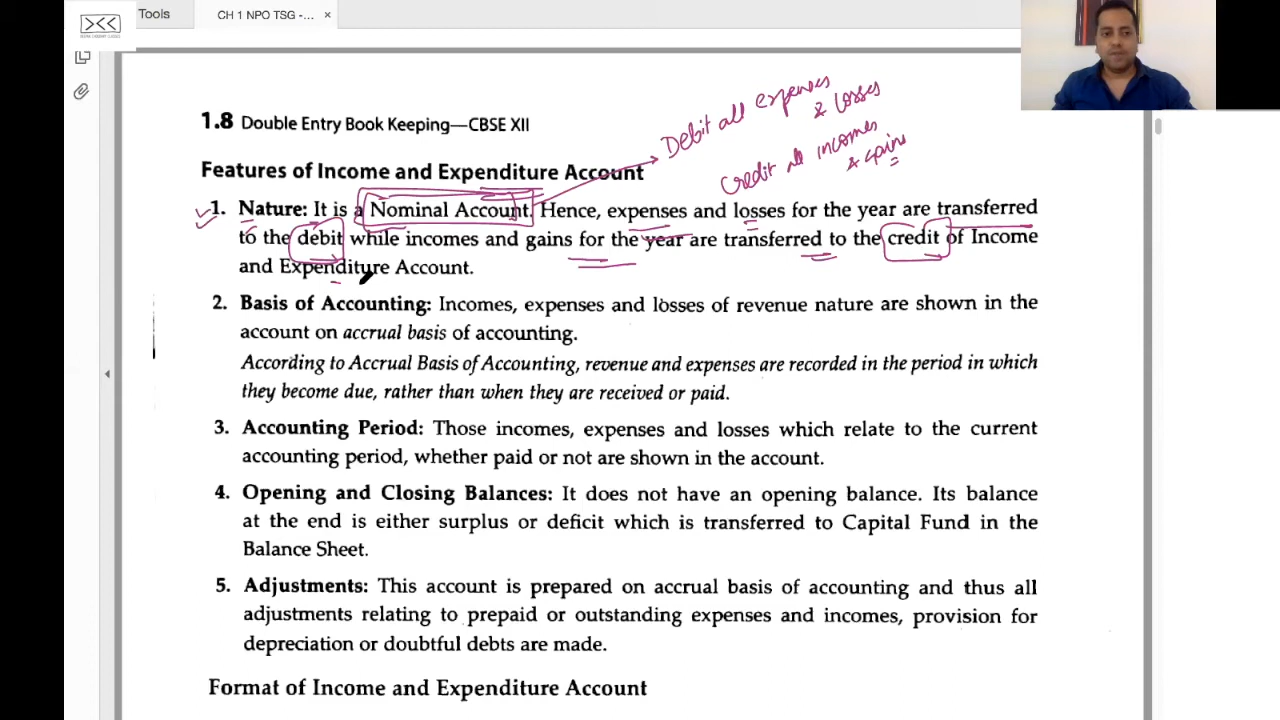 Tools
CH 1 NPO TSG -... ×
1.8 Double Entry Book Keeping—CBSE XII
Debit all expenses
& losses
Credit all incomes
& gains
Features of Income and Expenditure Account
1. Nature: It is a Nominal Account. Hence, expenses and losses for the year are transferred
to the debit while incomes and gains for the year are transferred to the credit of Income
and Expenditure Account.
2. Basis of Accounting: Incomes, expenses and losses of revenue nature are shown in the
account on accrual basis of accounting.
According to Accrual Basis of Accounting, revenue and expenses are recorded in the period in which
they become due, rather than when they are received or paid.
3. Accounting Period: Those incomes, expenses and losses which relate to the current
accounting period, whether paid or not are shown in the account.
4. Opening and Closing Balances: It does not have an opening balance. Its balance
at the end is either surplus or deficit which is transferred to Capital Fund in the
Balance Sheet.
5. Adjustments: This account is prepared on accrual basis of accounting and thus all
adjustments relating to prepaid or outstanding expenses and incomes, provision for
depreciation or doubtful debts are made.
Format of Income and Expenditure Account